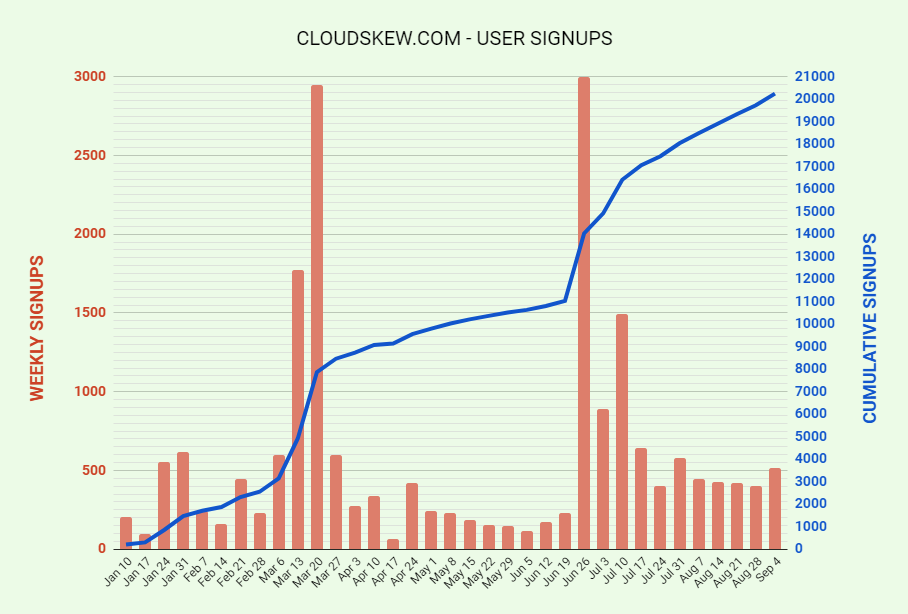 CLOUDSKEW.COM - USER SIGNUPS
WEEKLY SIGNUPS
3000
2500
2000
1500
1000
500
0
21000
20000
19000
18000
17000
16000
15000
14000
13000
12000
11000
10000
9000
8000
7000
6000
5000
4000
3000
2000
1000
0
CUMULATIVE SIGNUPS
Jan 10
Jan 17
Jan 24
Jan 31
Feb 7
Feb 14
Feb 21
Feb 28
Mar 6
Mar 13
Mar 20
Mar 27
Apr 3
Apr 10
Apr 17
Apr 24
May 1
May 8
May 15
May 22
May 29
Jun 5
Jun 12
Jun 19
Jun 26
Jul 3
Jul 10
Jul 17
Jul 24
Jul 31
Aug 7
Aug 14
Aug 21
Aug 28
Sep 4